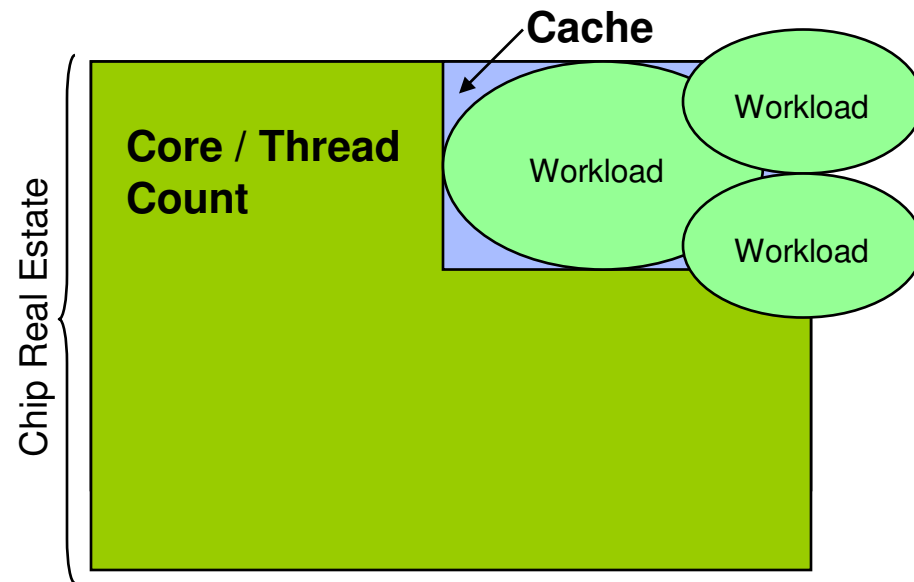 Cache
Core / Thread
Count
Workload
Workload
Workload
Chip Real Estate